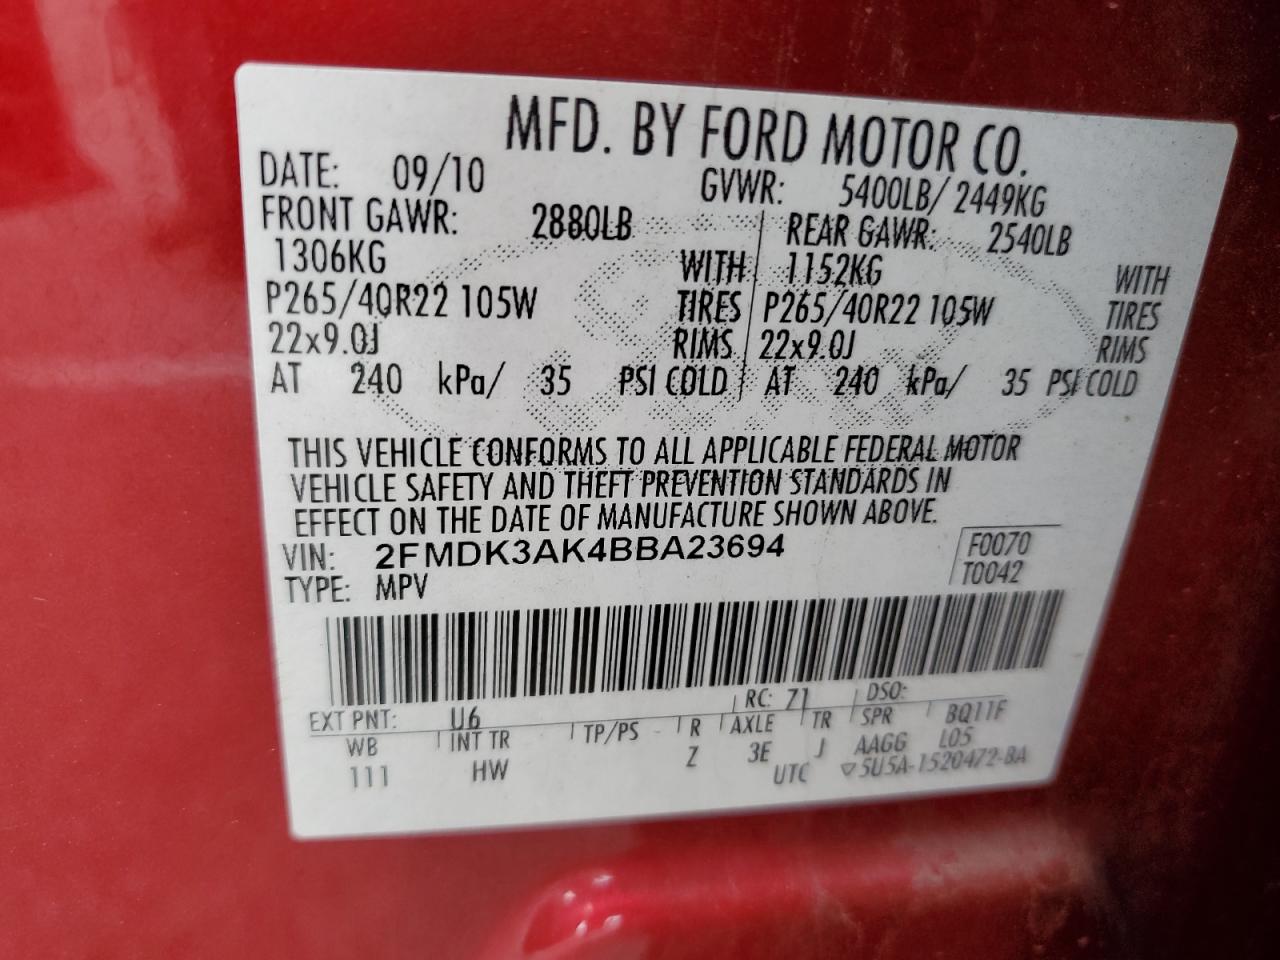 MFD. BY FORD MOTOR CO.
DATE: 09/10 GVWR: 5400LB/ 2449KG
FRONT GAWR: 2880LB REAR GAWR: 2540LB
1306KG WITH 1152KG WITH
P265/40R22 105W TIRES P265/40R22 105W TIRES
22x9.0J RIMS 22x9.0J RIMS
AT 240 kPa/ 35 PSI COLD AT 240 kPa/ 35 PSI COLD
THIS VEHICLE CONFORMS TO ALL APPLICABLE FEDERAL MOTOR
VEHICLE SAFETY AND THEFT PREVENTION STANDARDS IN
EFFECT ON THE DATE OF MANUFACTURE SHOWN ABOVE.
VIN: 2FMDK3AK4BBA23694 F0070
TYPE: MPV T0042
EXT PNT: U6 RC: 71 DSO:
WB INT TR TP/PS R AXLE TR SPR BQ11F
111 HW Z 3E J AAGG L05
UTC ▽5U5A-1520472-BA